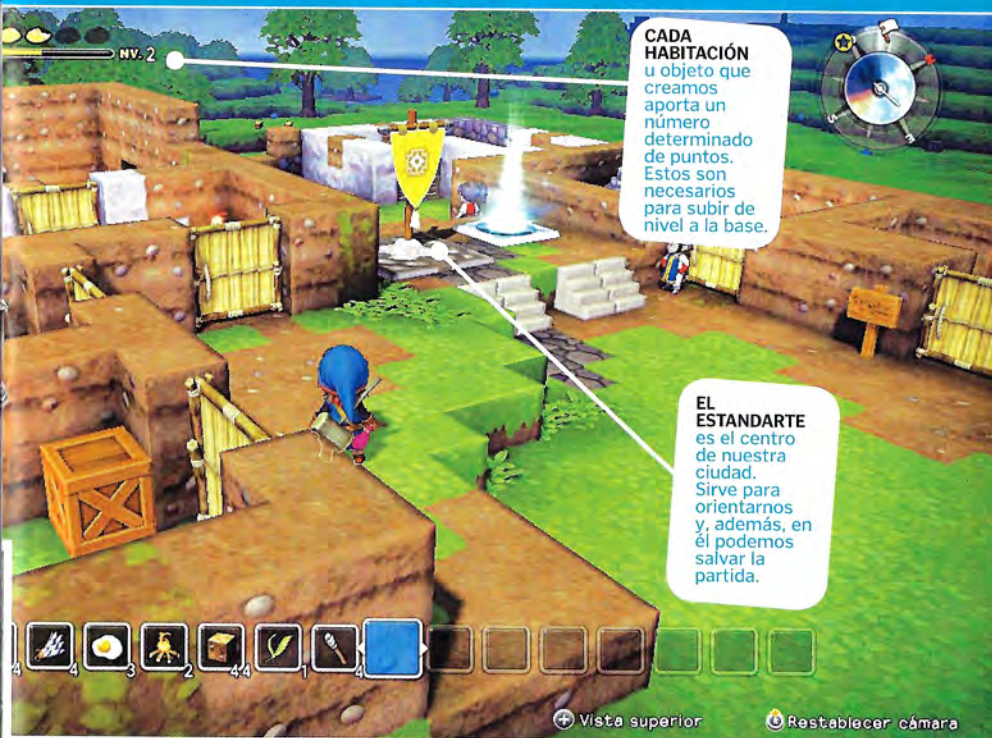 NV. 2
CADA
HABITACIÓN
u objeto que
creamos
aporta un
número
determinado
de puntos.
Estos son
necesarios
para subir de
nivel a la base.
EL
ESTANDARTE
es el centro
de nuestra
ciudad.
Sirve para
orientarnos
y, además, en
él podemos
salvar la
partida.
4 4 3 2 44 1 4
Vista superior
Restablecer cámara